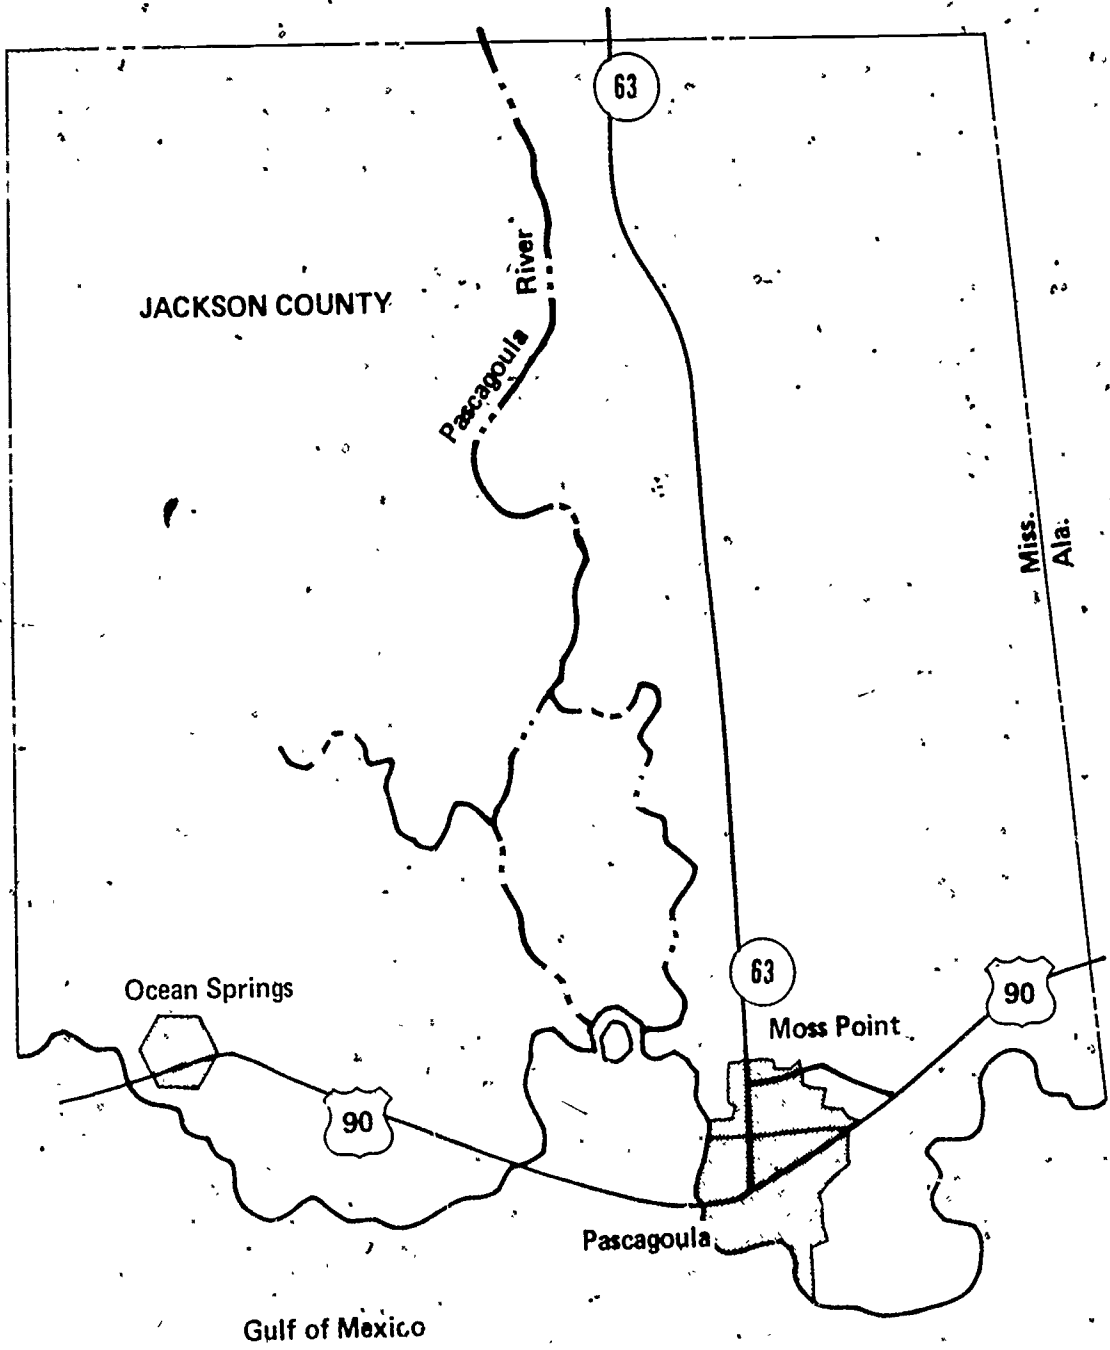 63
River
JACKSON COUNTY
Pascagoula
Miss.
Ala.
63
90
Ocean Springs
Moss Point
90
Pascagoula
Gulf of Mexico